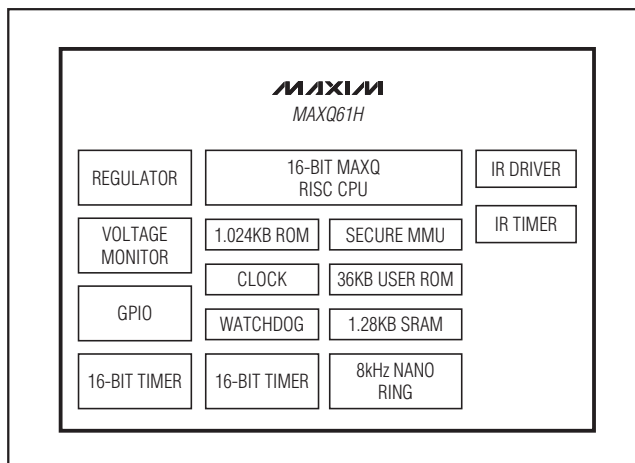 MAXIM
MAXQ61H
REGULATOR
16-BIT MAXQ
RISC CPU
IR DRIVER
VOLTAGE
MONITOR
1.024KB ROM
SECURE MMU
IR TIMER
CLOCK
36KB USER ROM
GPIO
WATCHDOG
1.28KB SRAM
16-BIT TIMER
16-BIT TIMER
8kHz NANO
RING